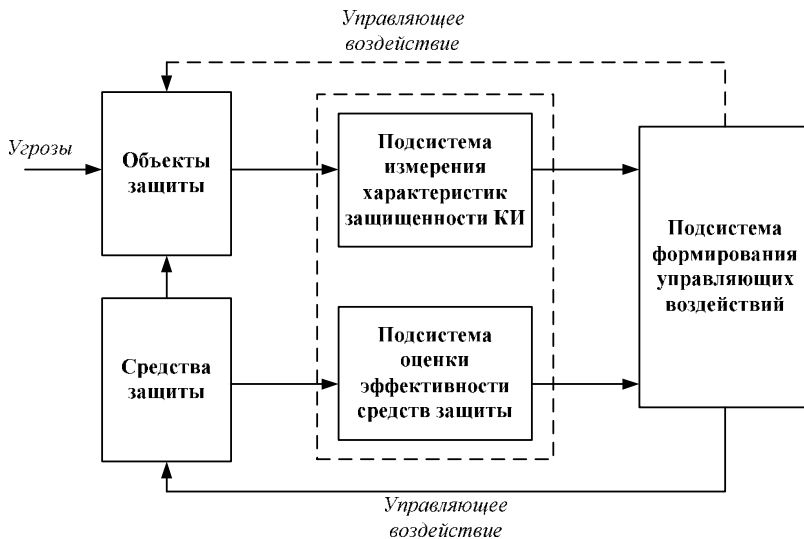 Управляющее
воздействие
Угрозы
Объекты
защиты
Подсистема
измерения
характеристик
защищенности КИ
Подсистема
формирования
управляющих
воздействий
Средства
защиты
Подсистема
оценки
эффективности
средств защиты
Управляющее
воздействие